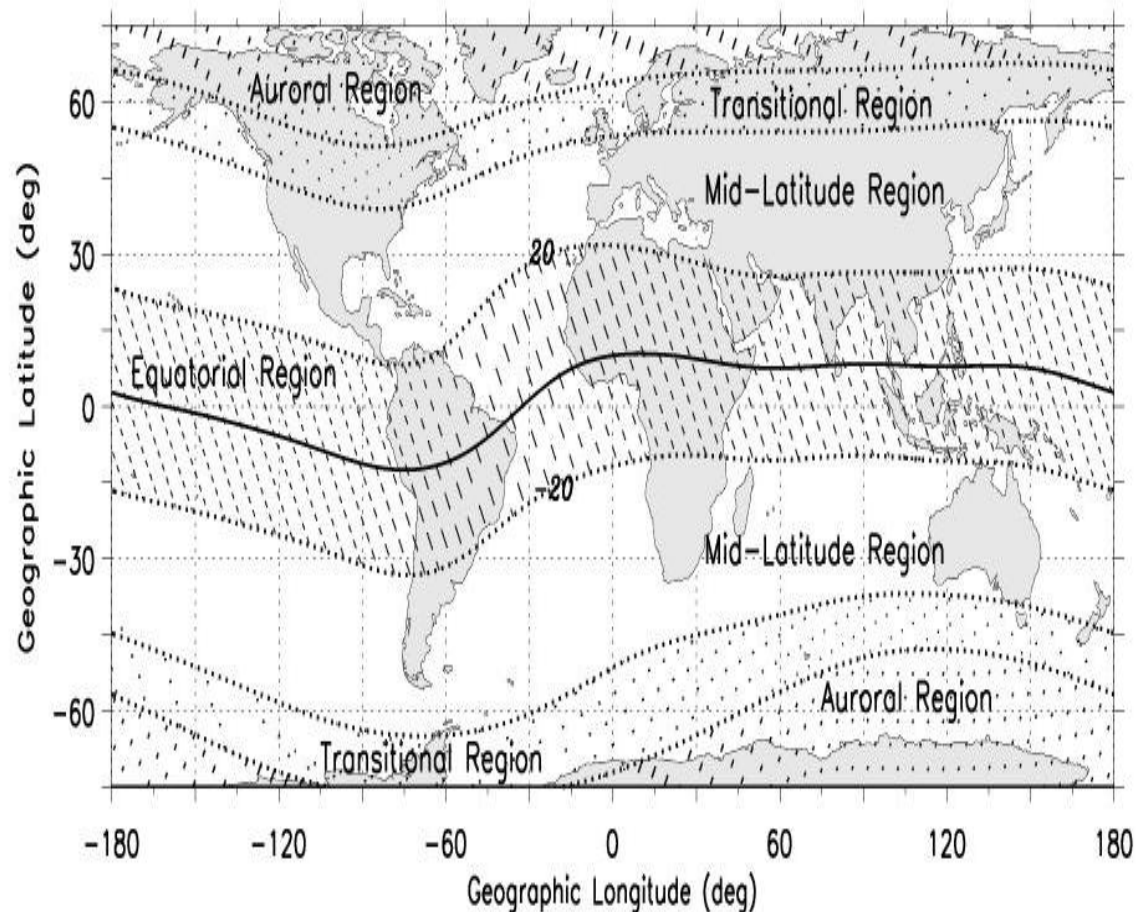 Auroral Region
Transitional Region
60
Mid-Latitude Region
30
20
Equatorial Region
0
-20
Mid-Latitude Region
-30
Auroral Region
-60
Transitional Region
-180
-120
-60
0
60
120
180
Geographic Longitude (deg)
Geographic Latitude (deg)